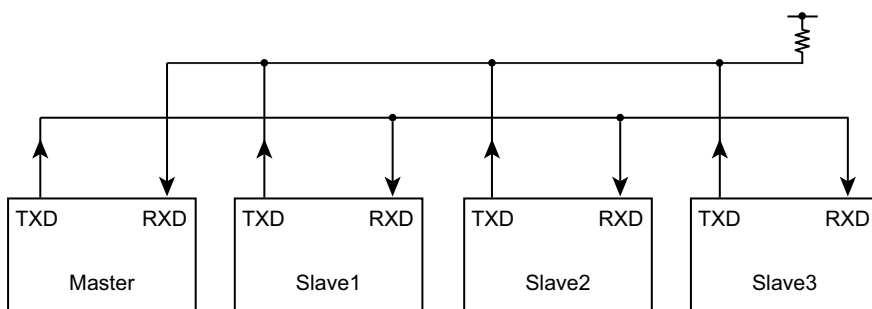 TXD RXD TXD RXD TXD RXD TXD RXD
Master Slave1 Slave2 Slave3